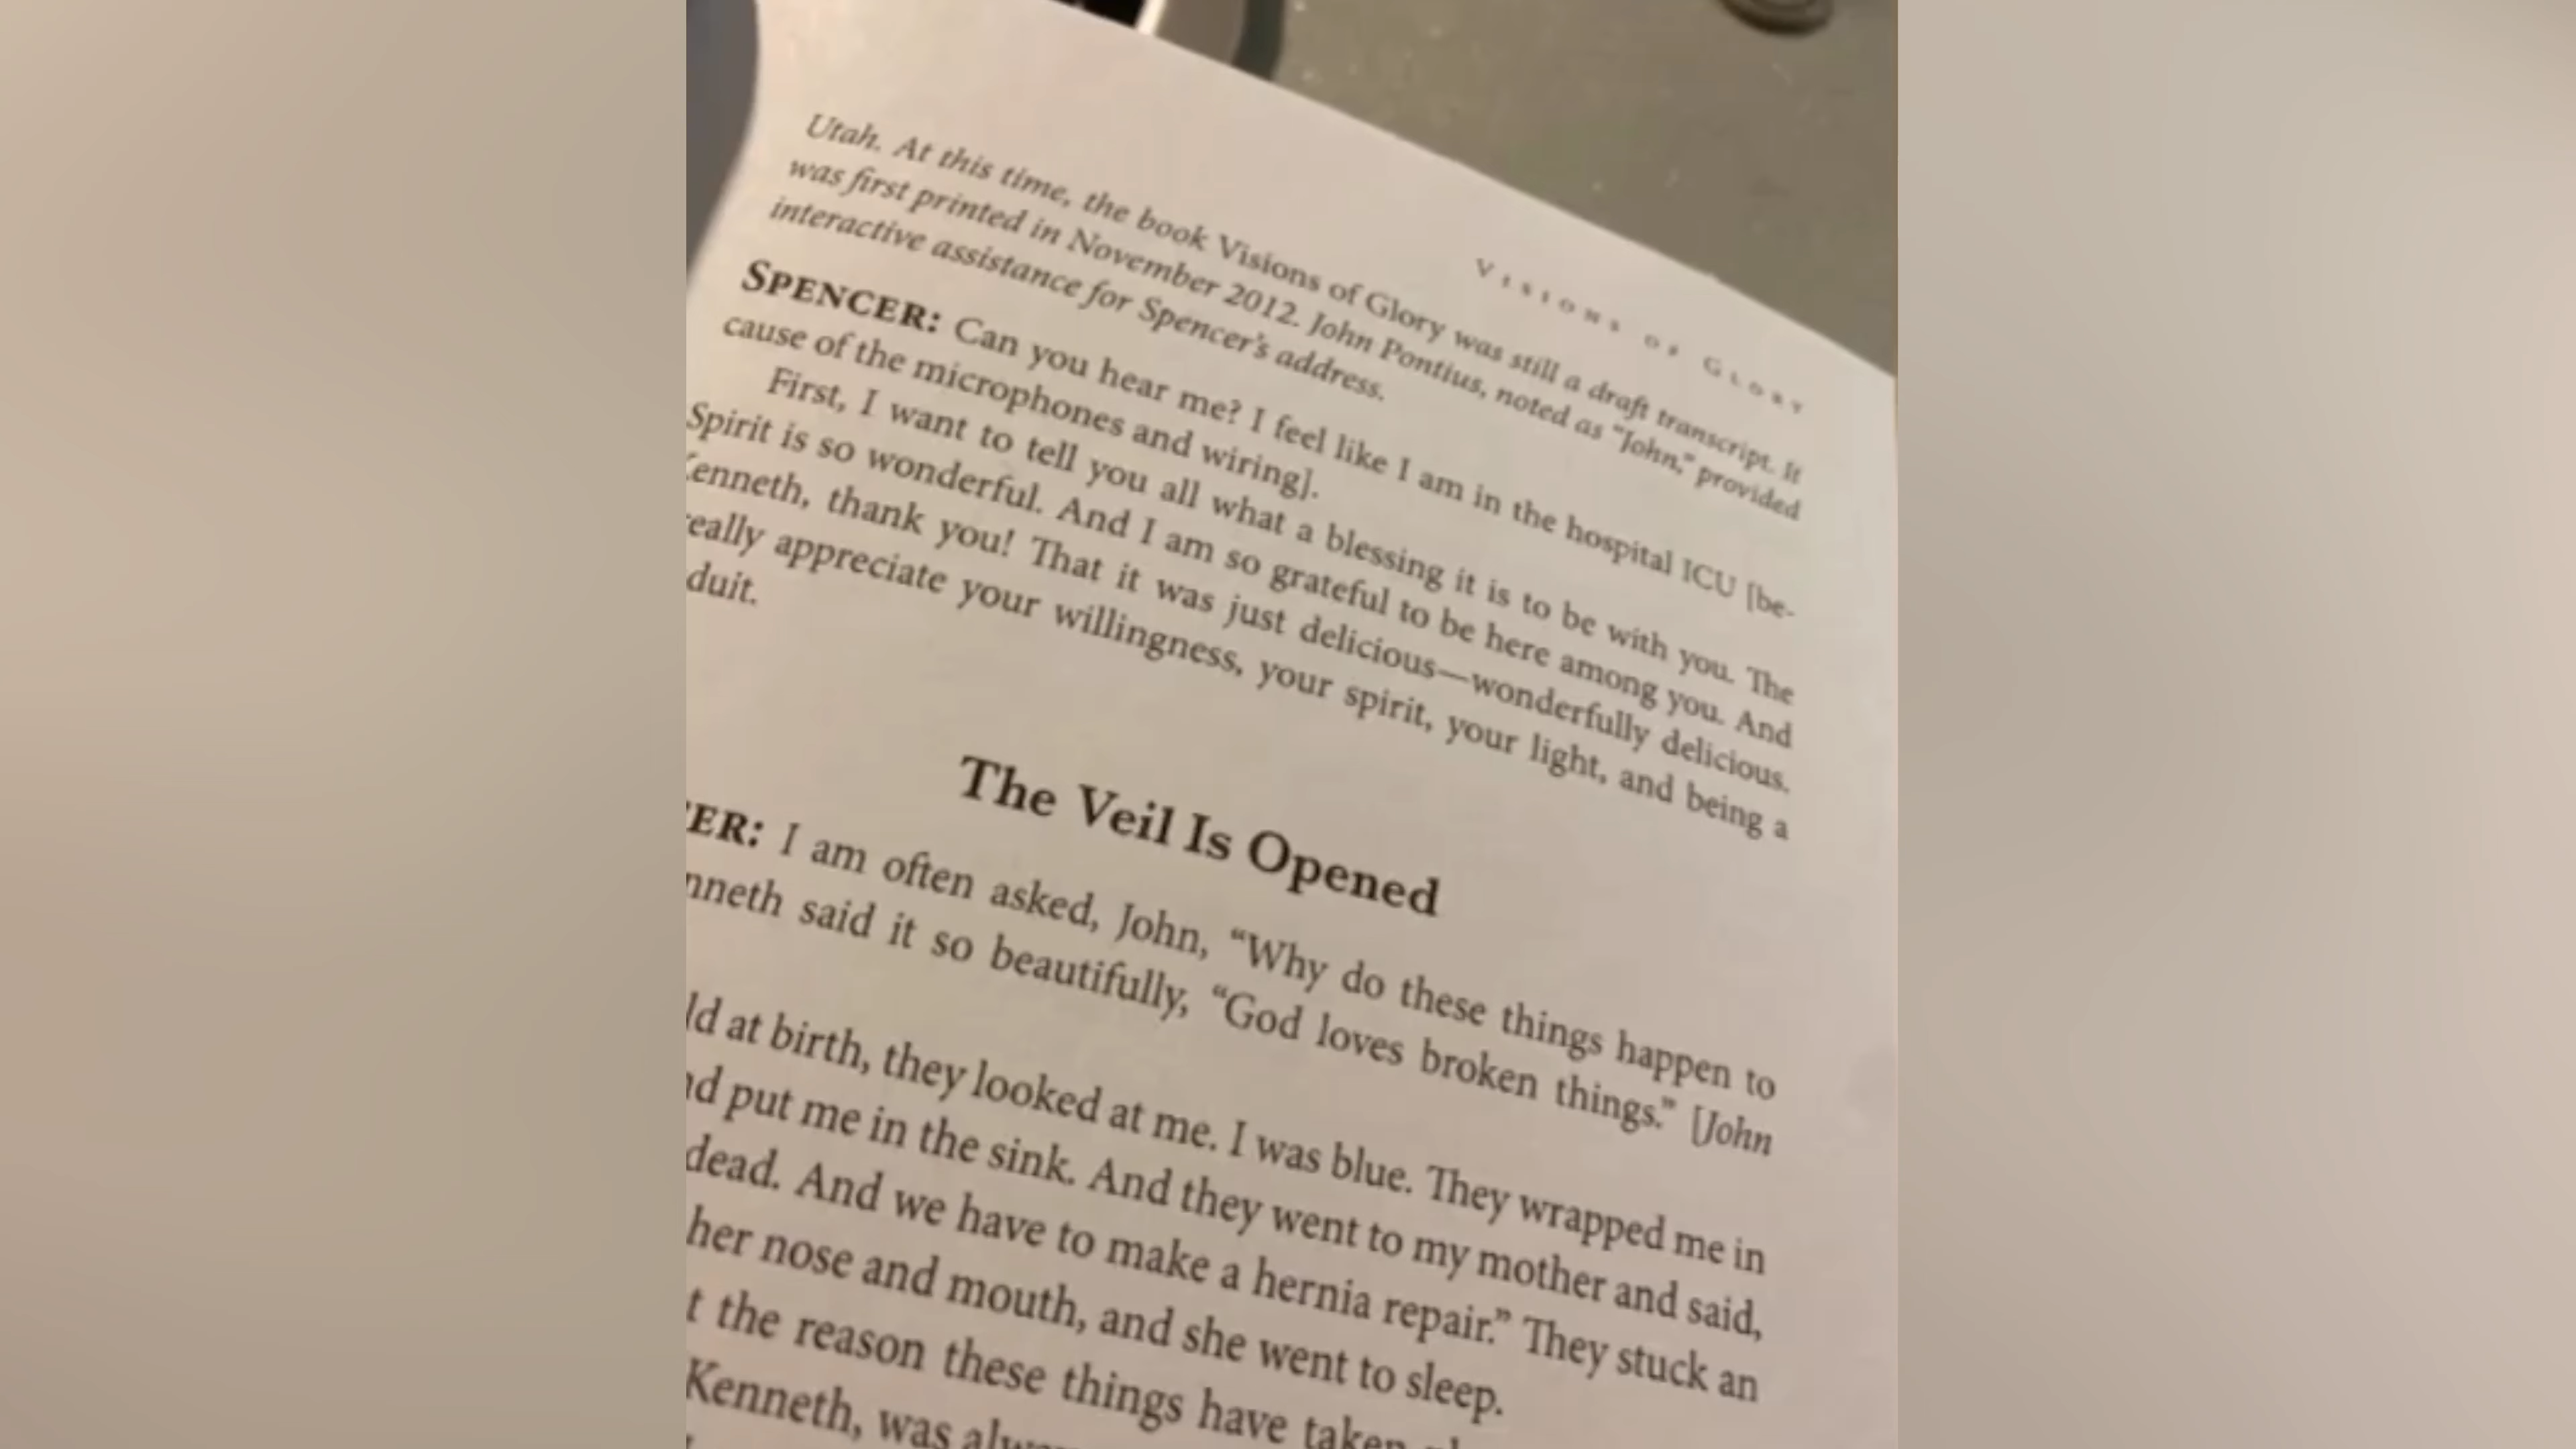 VISIONS OF GLORY
Utah. At this time, the book Visions of Glory was still a draft transcript. It
was first printed in November 2012. John Pontius, noted as “John,” provided
interactive assistance for Spencer’s address.
SPENCER: Can you hear me? I feel like I am in the hospital ICU [be-
cause of the microphones and wiring].
First, I want to tell you all what a blessing it is to be with you. The
Spirit is so wonderful. And I am so grateful to be here among you. And
Kenneth, thank you! That it was just delicious—wonderfully delicious.
really appreciate your willingness, your spirit, your light, and being a
duit.
The Veil Is Opened
CER: I am often asked, John, “Why do these things happen to
nneth said it so beautifully, “God loves broken things.” [John
ld at birth, they looked at me. I was blue. They wrapped me in
nd put me in the sink. And they went to my mother and said,
dead. And we have to make a hernia repair.” They stuck an
her nose and mouth, and she went to sleep.
t the reason these things have taken
Kenneth, was